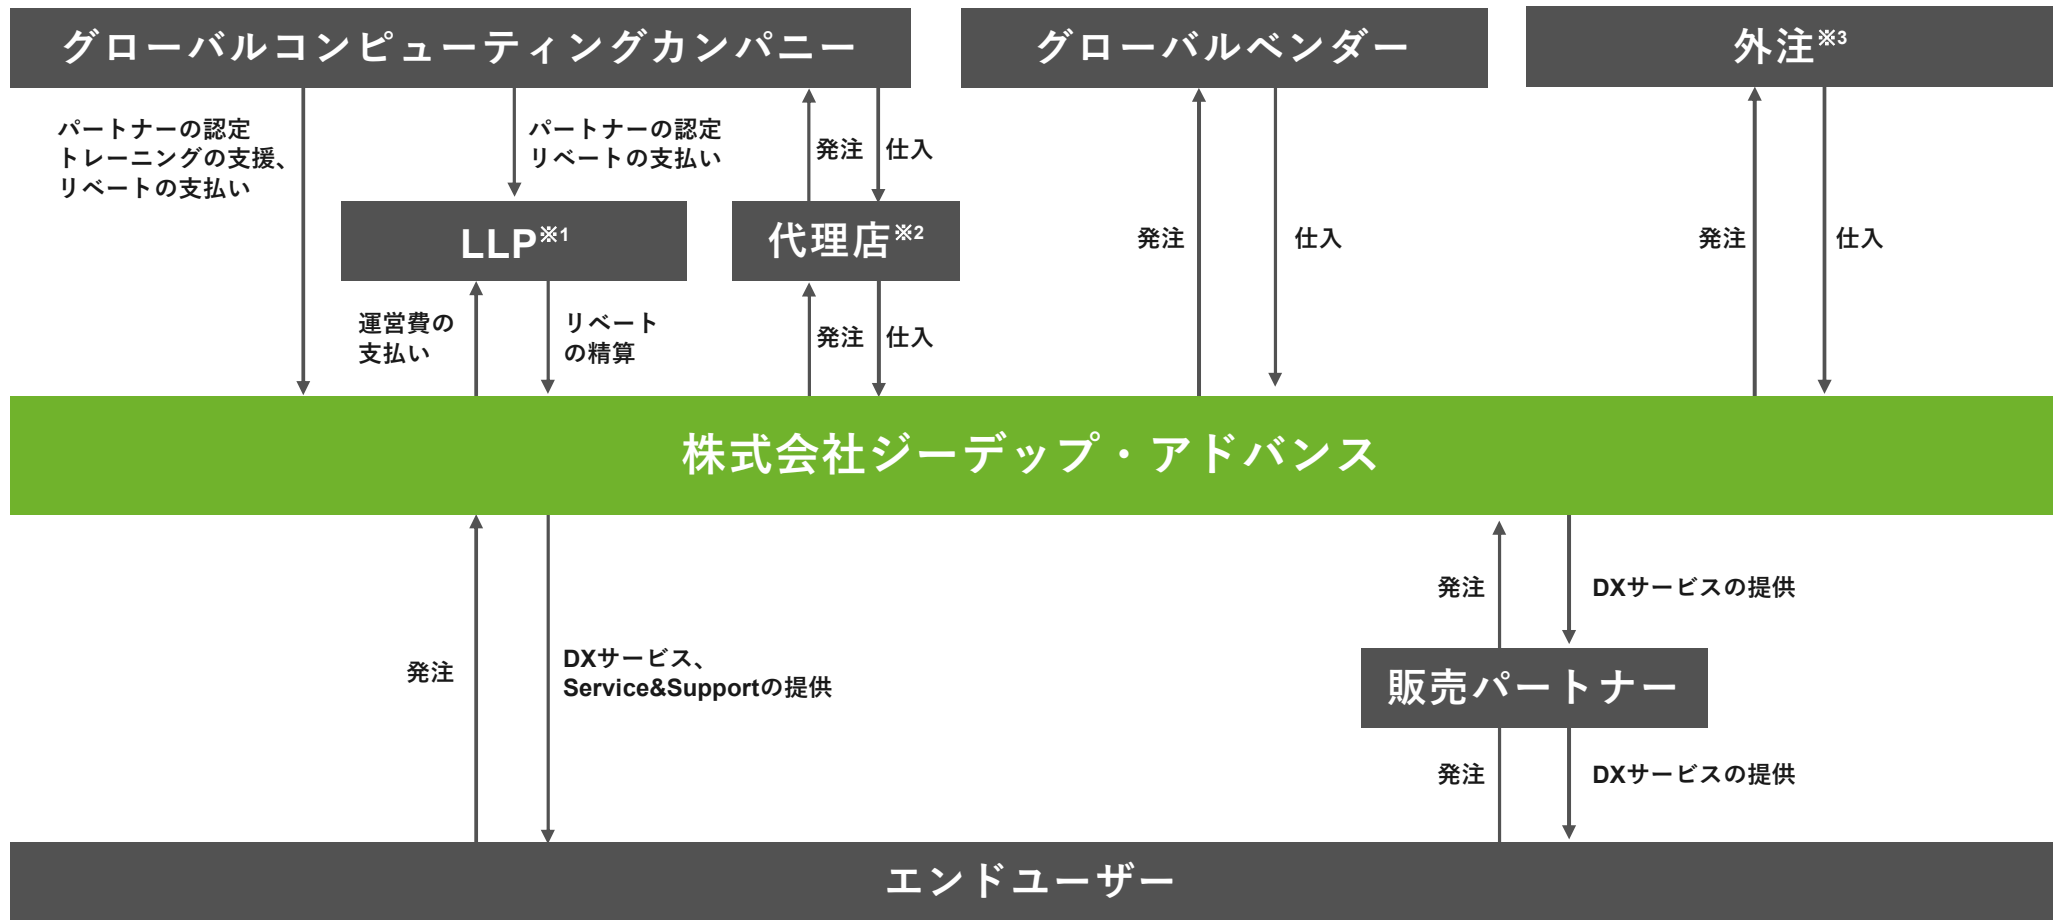 グローバルコンピューティングカンパニー
グローバルベンダー
外注※3
パートナーの認定
トレーニングの支援、
リベートの支払い
パートナーの認定
リベートの支払い
発注
仕入
LLP※1
代理店※2
発注
仕入
発注
仕入
運営費の
支払い
リベート
の精算
発注
仕入
株式会社ジーデップ・アドバンス
発注
DXサービス、
Service&Supportの提供
発注
DXサービスの提供
販売パートナー
発注
DXサービスの提供
エンドユーザー